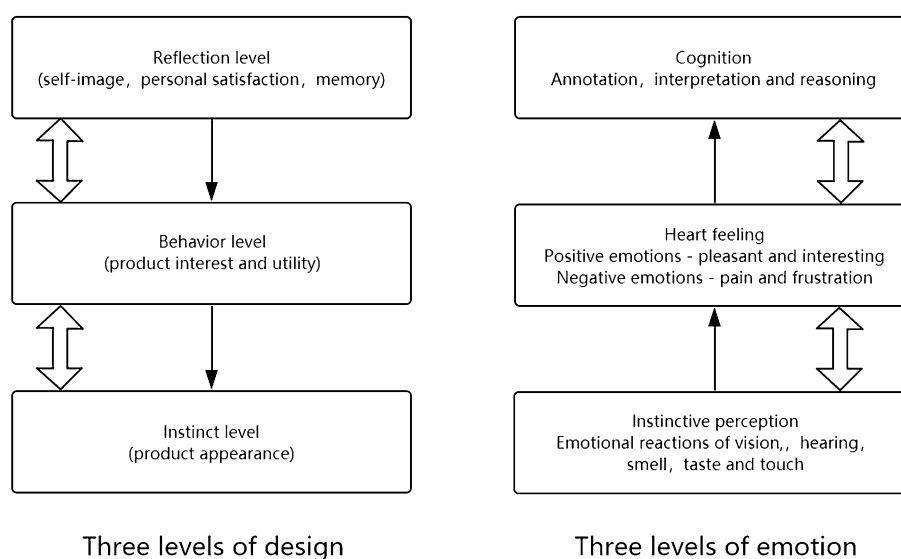 Reflection level
(self-image, personal satisfaction, memory)
Behavior level
(product interest and utility)
Instinct level
(product appearance)
Three levels of design
Cognition
Annotation, interpretation and reasoning
Heart feeling
Positive emotions - pleasant and interesting
Negative emotions - pain and frustration
Instinctive perception
Emotional reactions of vision,, hearing,
smell, taste and touch
Three levels of emotion